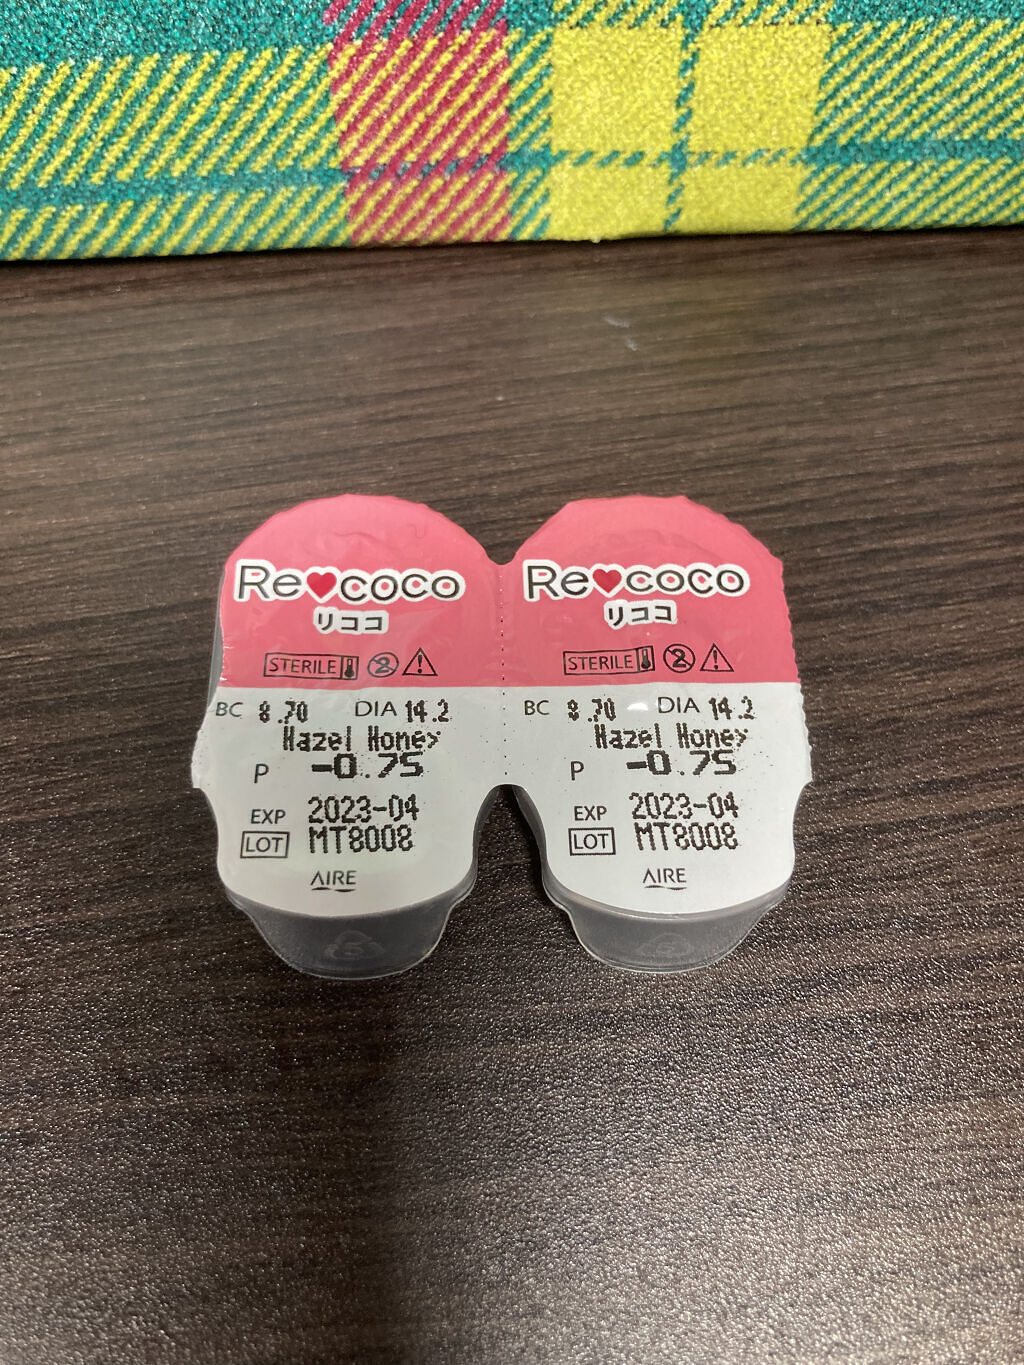 Re♥coco
リココ
STERILE
BC 8.70 DIA 14.2
Hazel Honey
P -0.75
EXP 2023-04
LOT MT8008
AIRE
Re♥coco
リココ
STERILE
BC 8.70 DIA 14.2
Hazel Honey
P -0.75
EXP 2023-04
LOT MT8008
AIRE